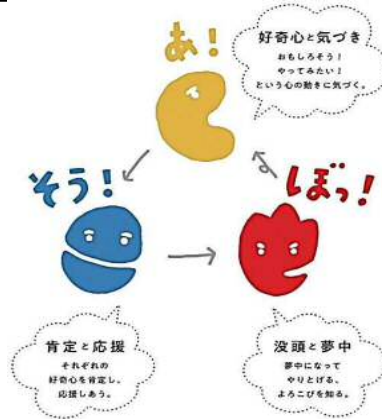 あ!
好奇心と気づき
おもしろそう!
やってみたい!
という心の動きに気づく。
そう!
ぼっ!
肯定と応援
それぞれの
好奇心を肯定し、
応援しあう。
没頭と夢中
夢中になって
やりとげる、
よろこびを知る。